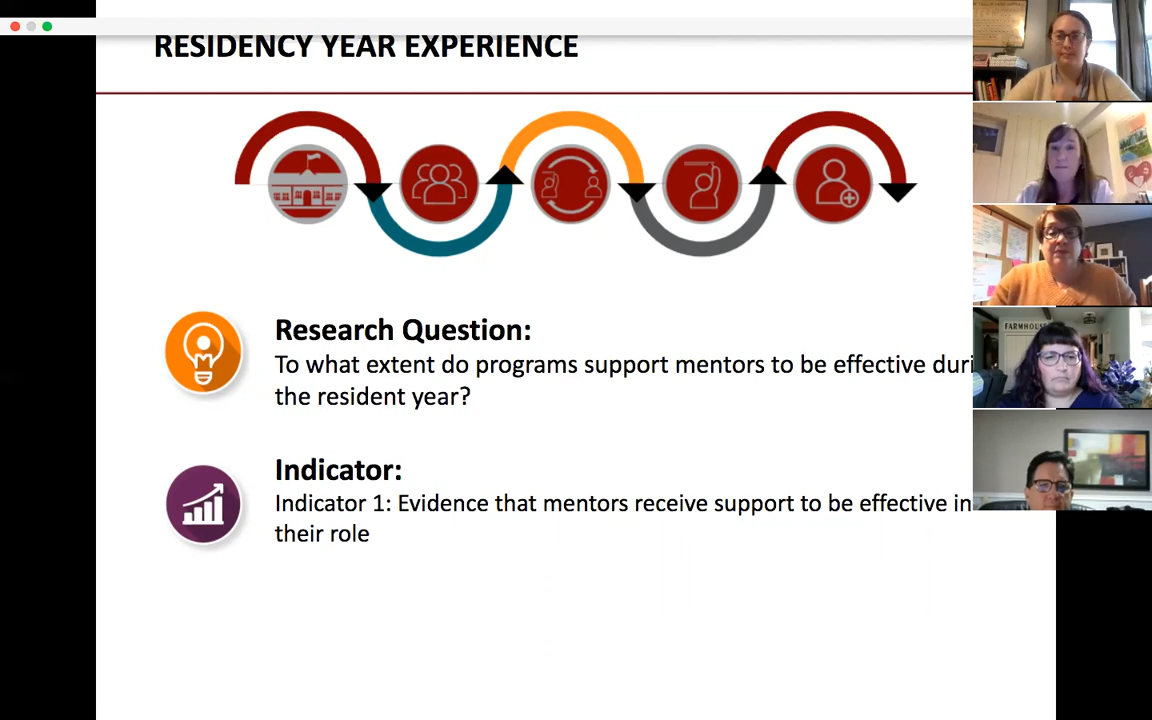 RESIDENCY YEAR EXPERIENCE
Research Question:
To what extent do programs support mentors to be effective duri
the resident year?
Indicator:
Indicator 1: Evidence that mentors receive support to be effective in
their role
FARMHOUSE